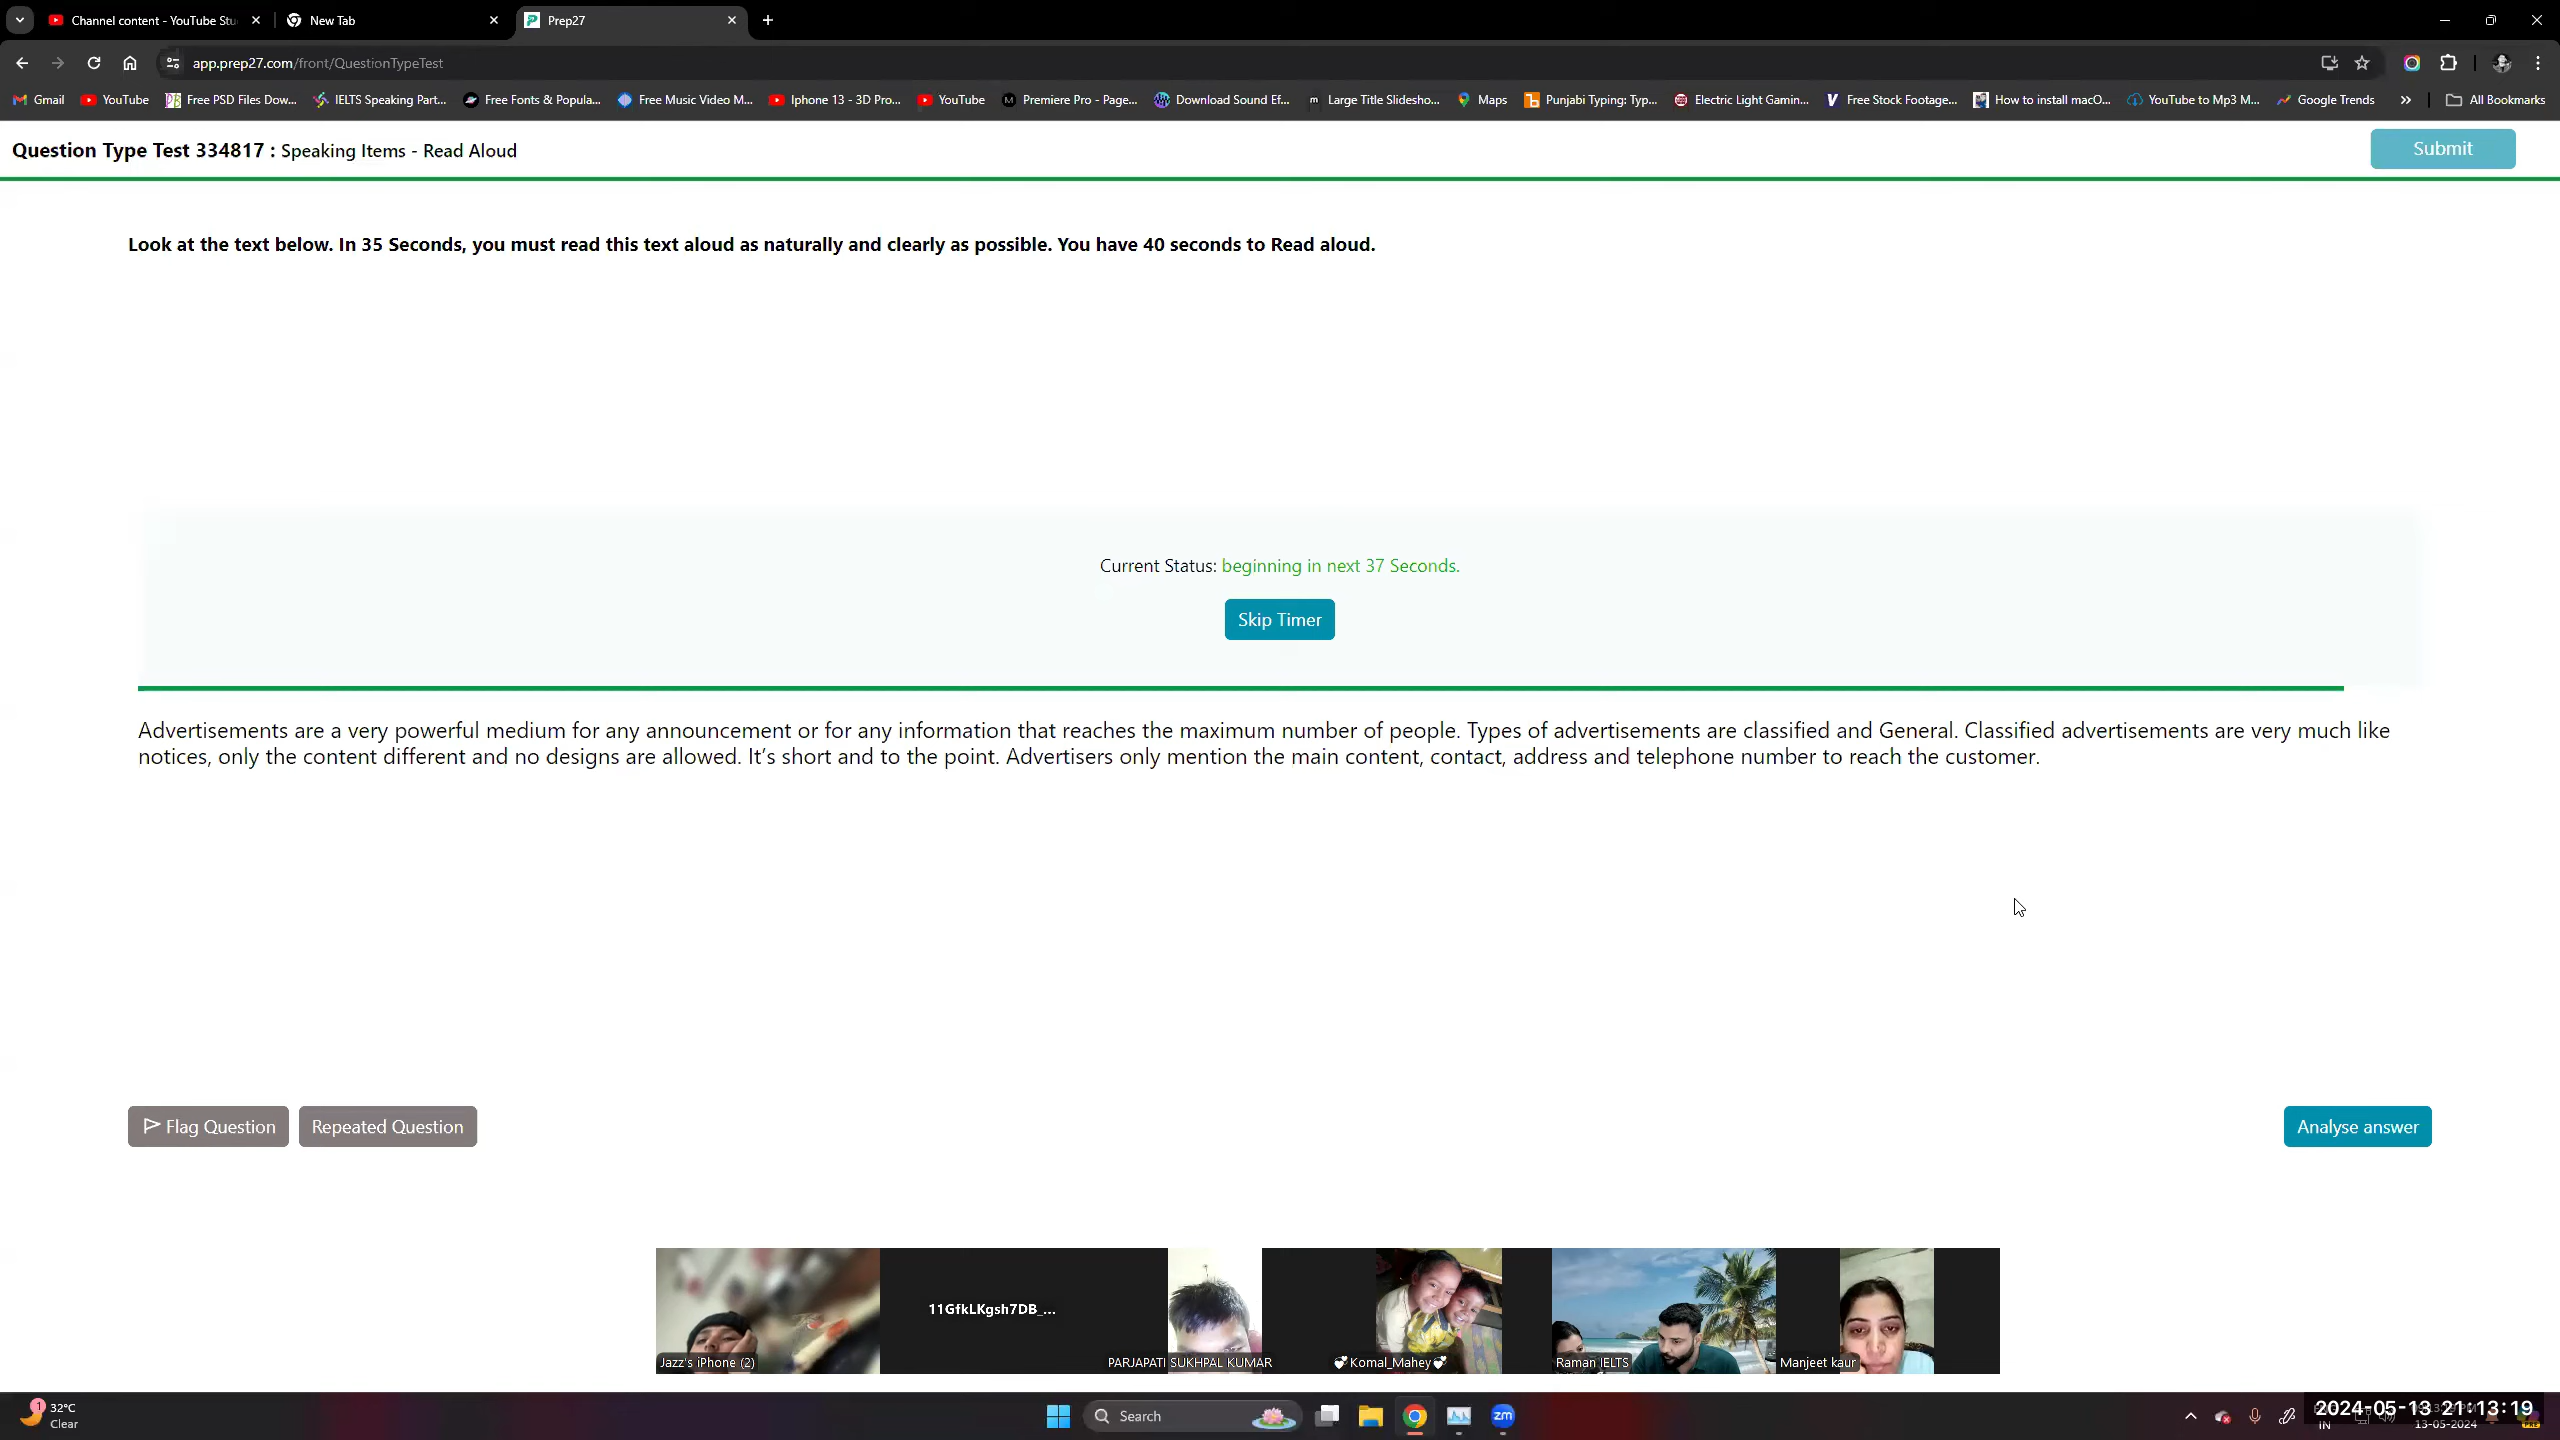 Channel content - YouTube Stu
New Tab
Prep27
app.prep27.com/front/QuestionTypeTest
Gmail
YouTube
Free PSD Files Dow...
IELTS Speaking Part...
Free Fonts & Popula...
Free Music Video M...
Iphone 13 - 3D Pro...
YouTube
Premiere Pro - Page...
Download Sound Ef...
Large Title Slidesho...
Maps
Punjabi Typing: Typ...
Electric Light Gamin...
Free Stock Footage...
How to install macO...
YouTube to Mp3 M...
Google Trends
All Bookmarks
Question Type Test 334817 : Speaking Items - Read Aloud
Submit
Look at the text below. In 35 Seconds, you must read this text aloud as naturally and clearly as possible. You have 40 seconds to Read aloud.
Current Status: beginning in next 37 Seconds.
Skip Timer
Advertisements are a very powerful medium for any announcement or for any information that reaches the maximum number of people. Types of advertisements are classified and General. Classified advertisements are very much like
notices, only the content different and no designs are allowed. It’s short and to the point. Advertisers only mention the main content, contact, address and telephone number to reach the customer.
Flag Question
Repeated Question
Analyse answer
11GfkLKgsh7DB_...
Jazz's iPhone (2)
PARJAPATI SUKHPAL KUMAR
Komal_Mahey
Raman IELTS
Manjeet kaur
1
32°C
Clear
Search
zm
2024-05-13 21:13:19
IN
13-05-2024
PRE